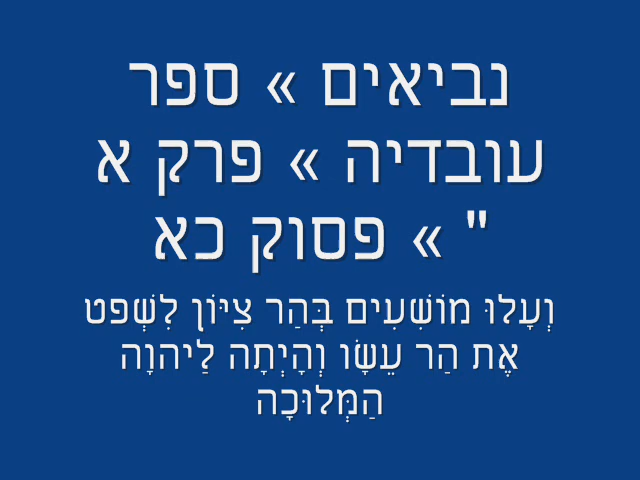 נביאים » ספר
עובדיה » פרק א
" » פסוק כא
וְעָלוּ מוֹשִׁעִים בְּהַר צִיּוֹן לִשְׁפֹּט
אֶת הַר עֵשָׂו וְהָיְתָה לַיהוָה
הַמְּלוּכָה